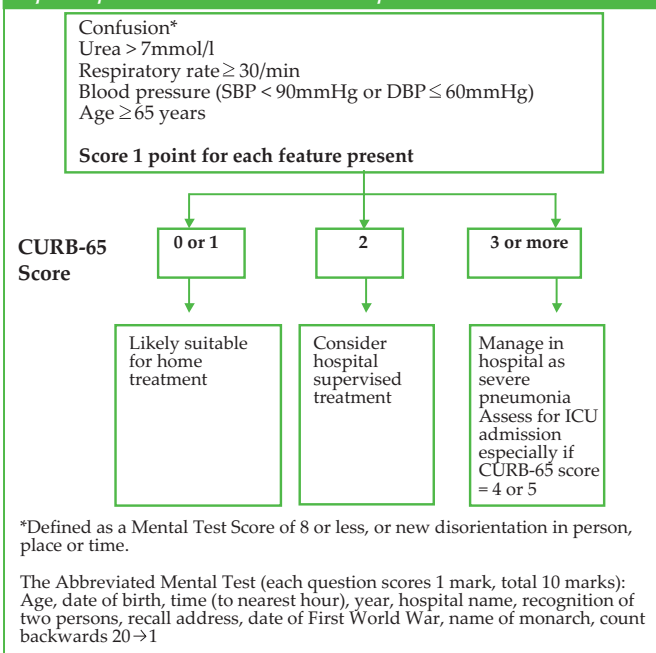 Confusion*
Urea > 7mmol/l
Respiratory rate ≥ 30/min
Blood pressure (SBP < 90mmHg or DBP ≤ 60mmHg)
Age ≥ 65 years
Score 1 point for each feature present
CURB-65
Score
0 or 1
2
3 or more
Likely suitable
for home
treatment
Consider
hospital
supervised
treatment
Manage in
hospital as
severe
pneumonia
Assess for ICU
admission
especially if
CURB-65 score
= 4 or 5
*Defined as a Mental Test Score of 8 or less, or new disorientation in person,
place or time.
The Abbreviated Mental Test (each question scores 1 mark, total 10 marks):
Age, date of birth, time (to nearest hour), year, hospital name, recognition of
two persons, recall address, date of First World War, name of monarch, count
backwards 20→1